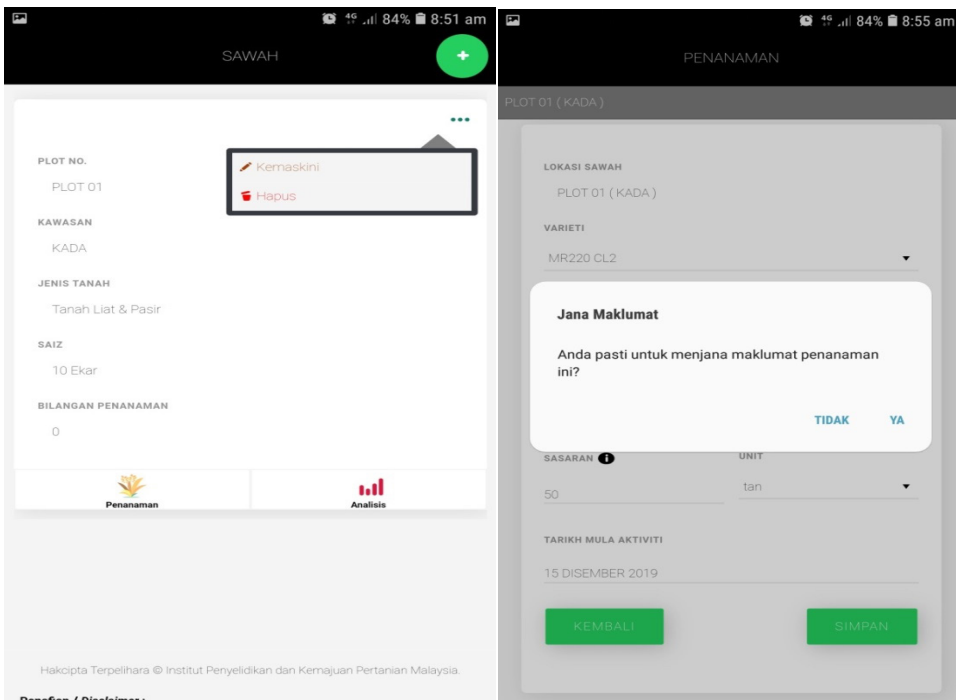 4G 84% 8:51 am
SAWAH
+
PLOT NO.
PLOT 01
Kemaskini
Hapus
KAWASAN
KADA
JENIS TANAH
Tanah Liat & Pasir
SAIZ
10 Ekar
BILANGAN PENANAMAN
0
Penanaman
Analisis
Hakcipta Terpelihara © Institut Penyelidikan dan Kemajuan Pertanian Malaysia.
Penafian / Disclaimer :
4G 84% 8:55 am
PENANAMAN
PLOT 01 ( KADA )
LOKASI SAWAH
PLOT 01 ( KADA )
VARIETI
MR220 CL2
Jana Maklumat
Anda pasti untuk menjana maklumat penanaman
ini?
TIDAK YA
SASARAN i UNIT
50 tan
TARIKH MULA AKTIVITI
15 DISEMBER 2019
KEMBALI SIMPAN